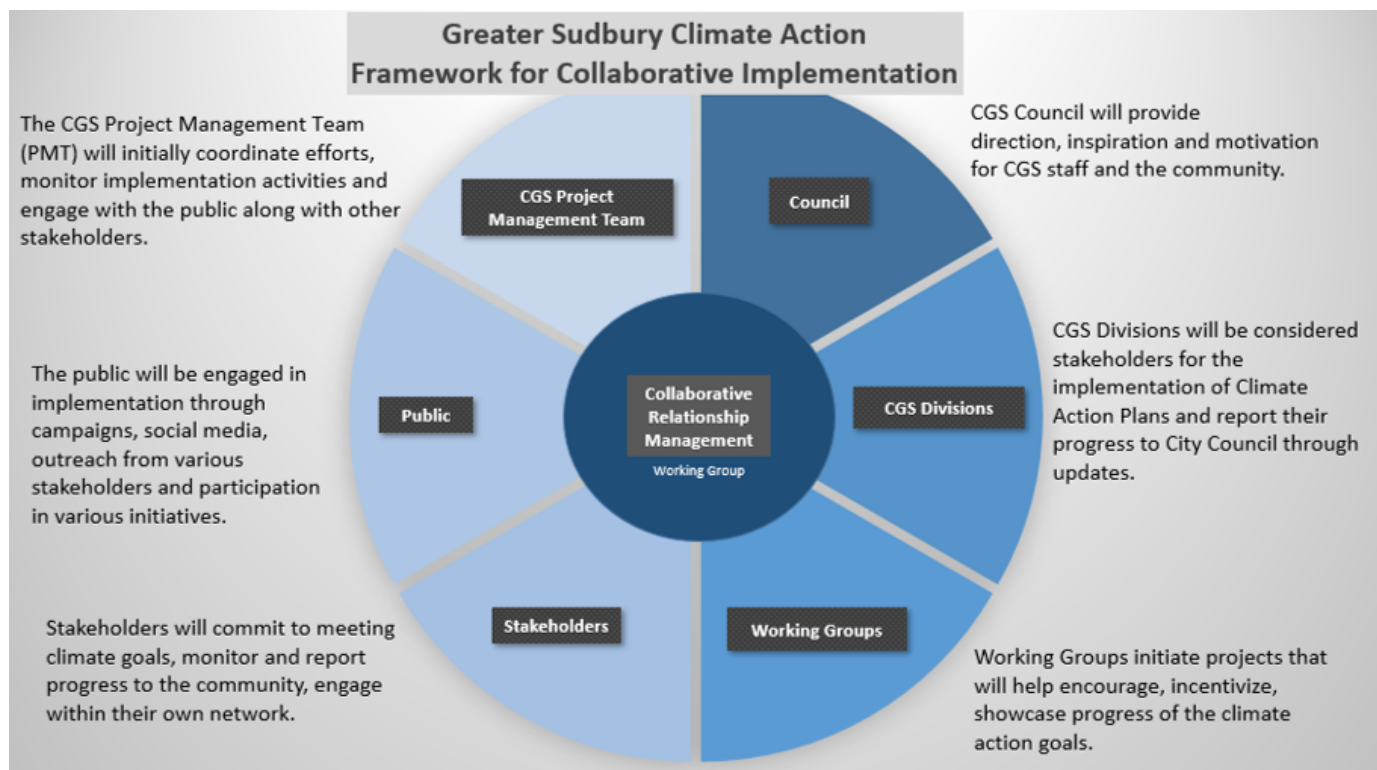 Greater Sudbury Climate Action
Framework for Collaborative Implementation
The CGS Project Management Team
(PMT) will initially coordinate efforts,
monitor implementation activities and
engage with the public along with other
stakeholders.
CGS Project
Management Team
Council
CGS Council will provide
direction, inspiration and motivation
for CGS staff and the community.
The public will be engaged in
implementation through
campaigns, social media,
outreach from various
stakeholders and participation
in various initiatives.
Public
Collaborative
Relationship
Management
Working Group
CGS Divisions
CGS Divisions will be considered
stakeholders for the
implementation of Climate
Action Plans and report their
progress to City Council through
updates.
Stakeholders will commit to meeting
climate goals, monitor and report
progress to the community, engage
within their own network.
Stakeholders
Working Groups
Working Groups initiate projects that
will help encourage, incentivize,
showcase progress of the climate
action goals.